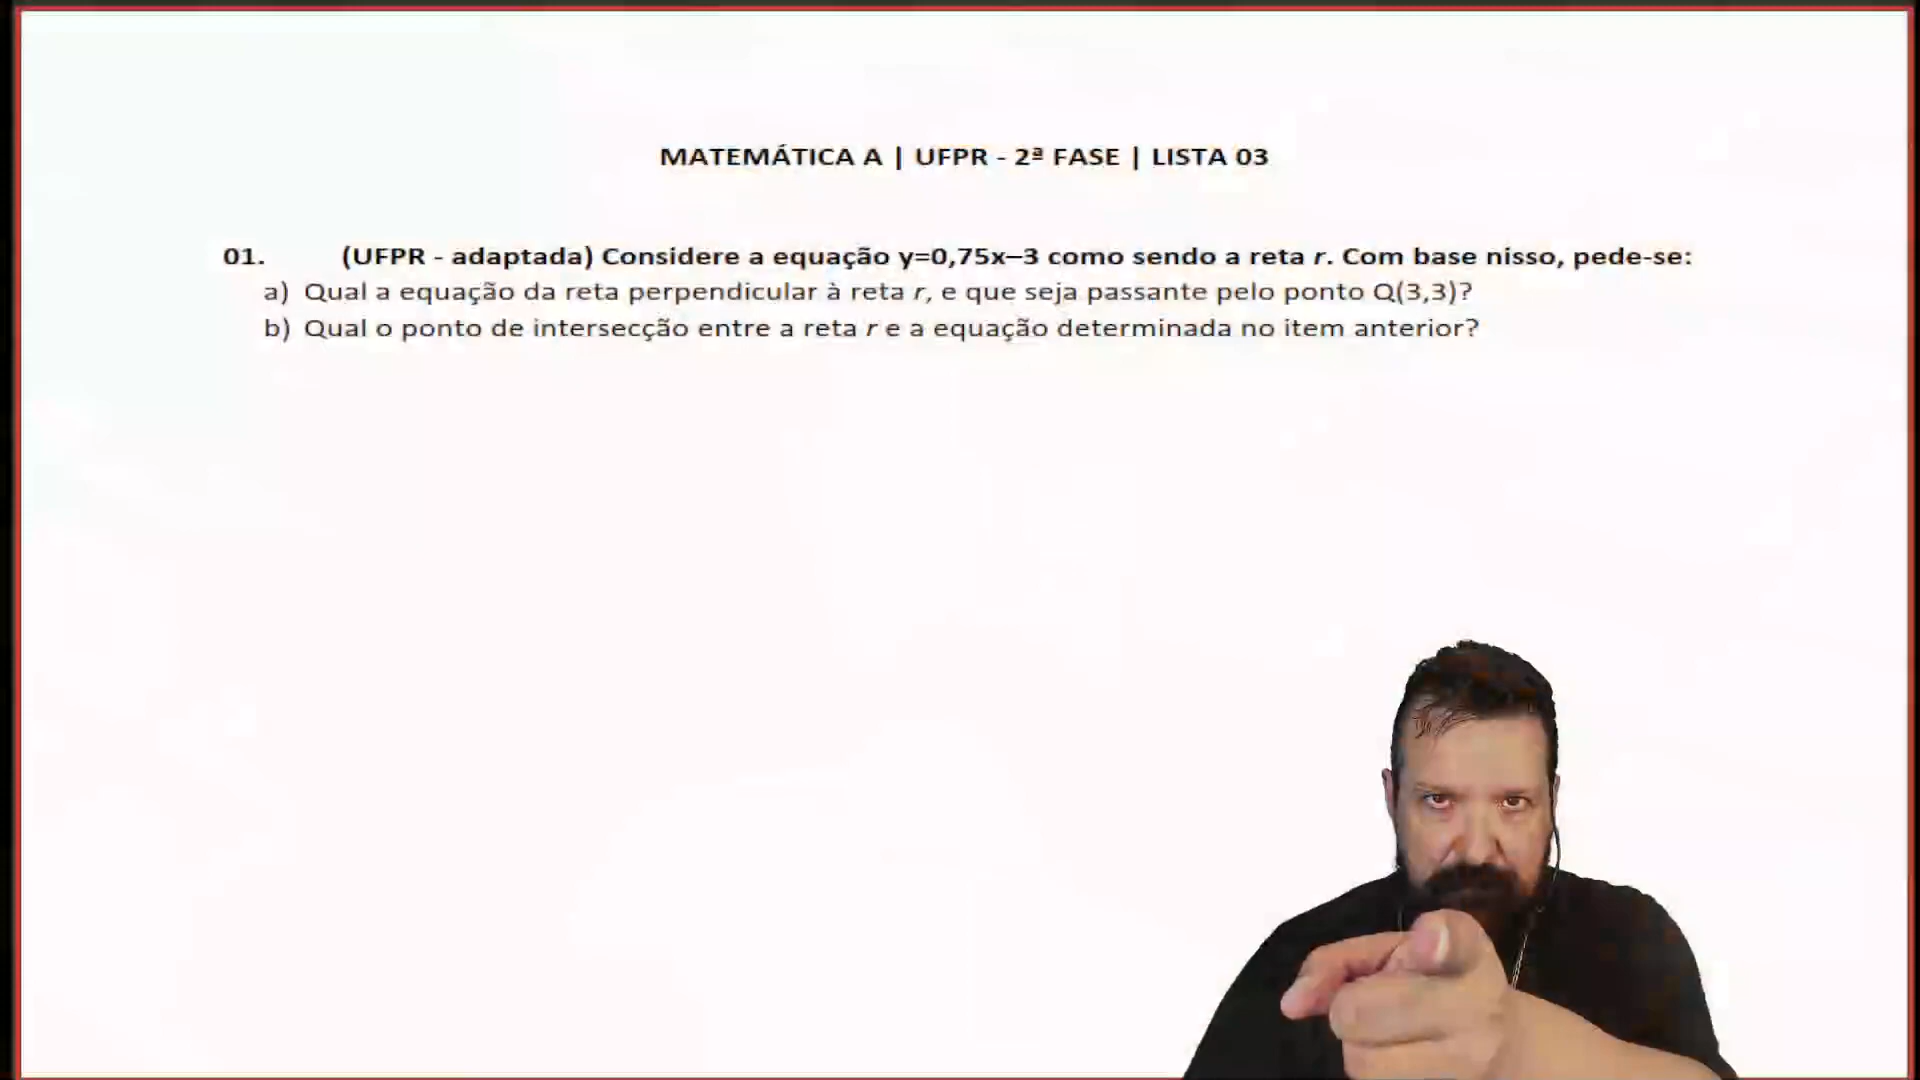 MATEMÁTICA A | UFPR - 2ª FASE | LISTA 03
01. (UFPR - adaptada) Considere a equação y=0,75x–3 como sendo a reta r. Com base nisso, pede-se:
a) Qual a equação da reta perpendicular à reta r, e que seja passante pelo ponto Q(3,3)?
b) Qual o ponto de intersecção entre a reta r e a equação determinada no item anterior?